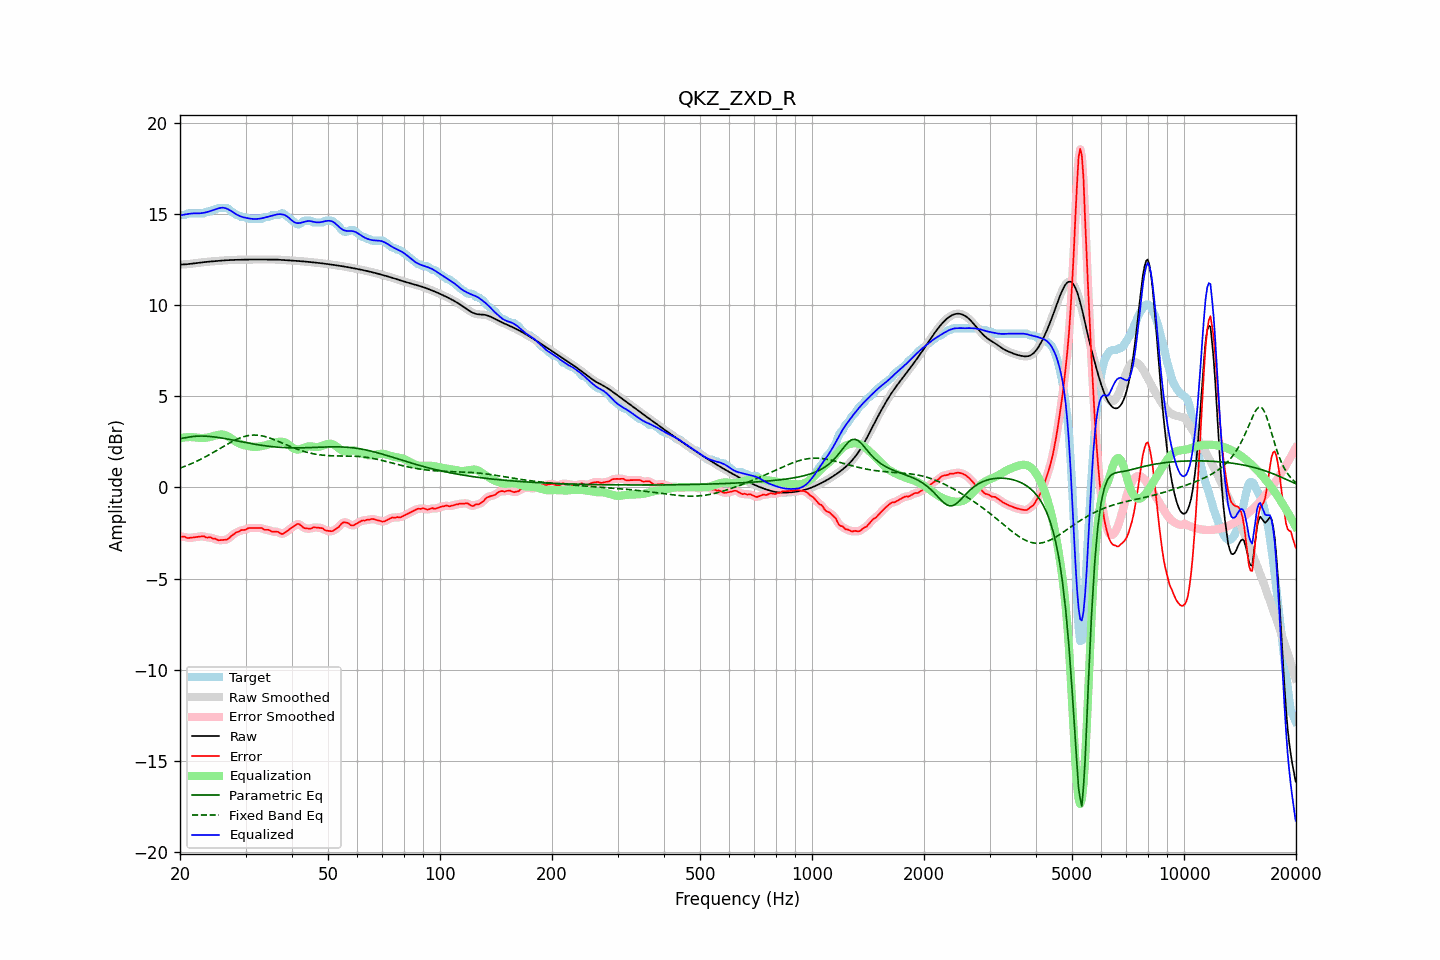 QKZ_ZXD_R
Amplitude (dBr)
20
15
10
5
0
−5
−10
−15
−20
Target
Raw Smoothed
Error Smoothed
Raw
Error
Equalization
Parametric Eq
Fixed Band Eq
Equalized
20 50 100 200 500 1000 2000 5000 10000 20000
Frequency (Hz)